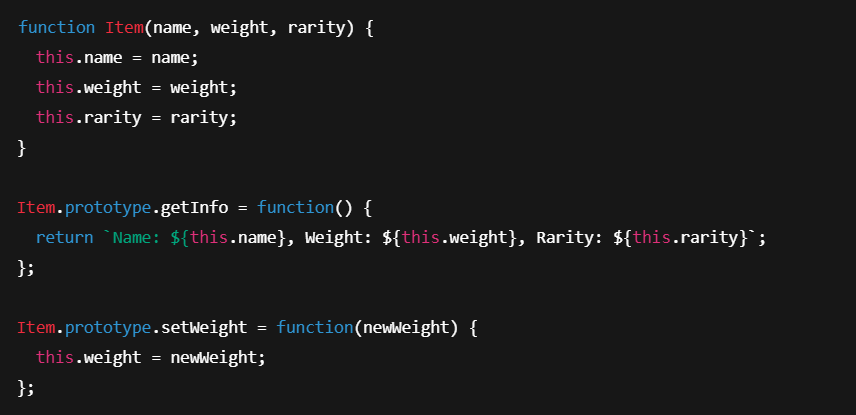 function Item(name, weight, rarity) {
  this.name = name;
  this.weight = weight;
  this.rarity = rarity;
}

Item.prototype.getInfo = function() {
  return `Name: ${this.name}, Weight: ${this.weight}, Rarity: ${this.rarity}`;
};

Item.prototype.setWeight = function(newWeight) {
  this.weight = newWeight;
};